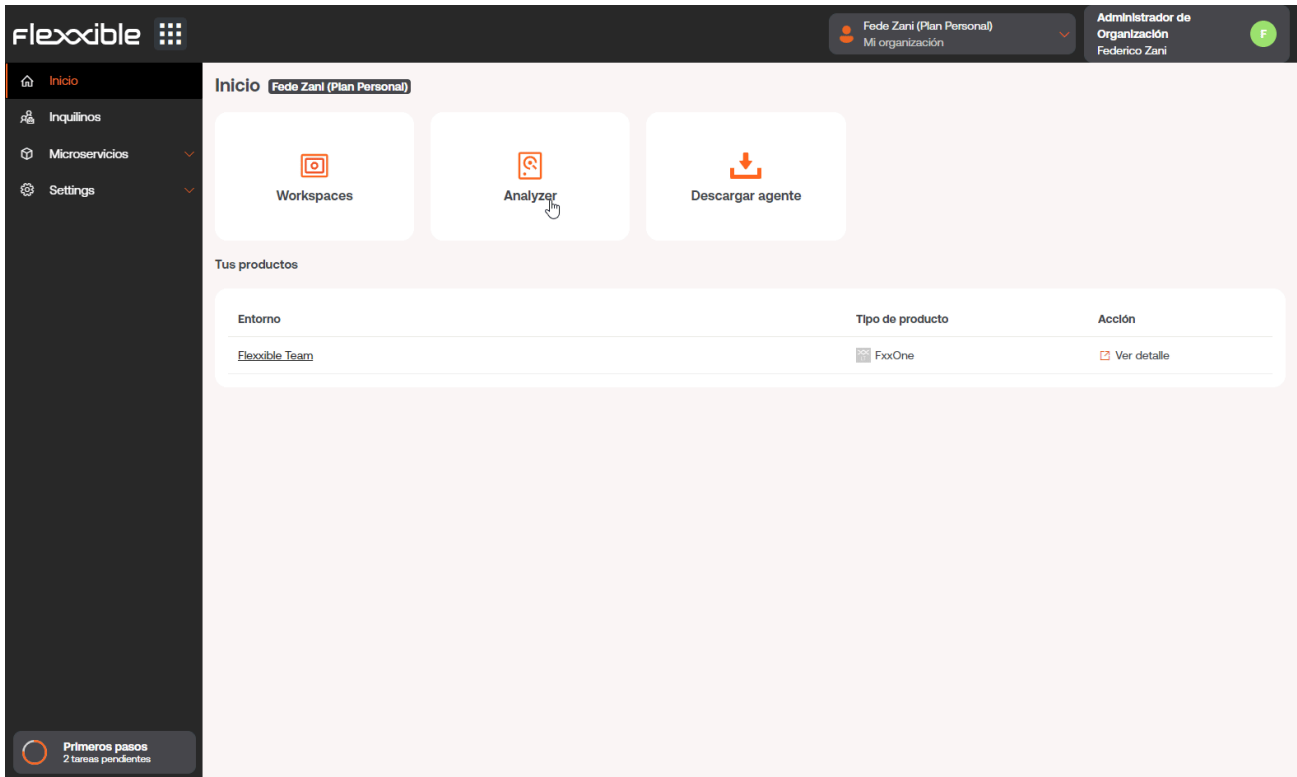 Flexxible
Fede Zani (Plan Personal)
Mi organización
Administrador de
Organización
Federico Zani
F
Inicio
Inquilinos
Microservicios
Settings
Inicio Fede Zani (Plan Personal)
Workspaces
Analyzer
Descargar agente
Tus productos
Entorno Tipo de producto Acción
Flexxible Team FxxOne Ver detalle
Primeros pasos
2 tareas pendientes